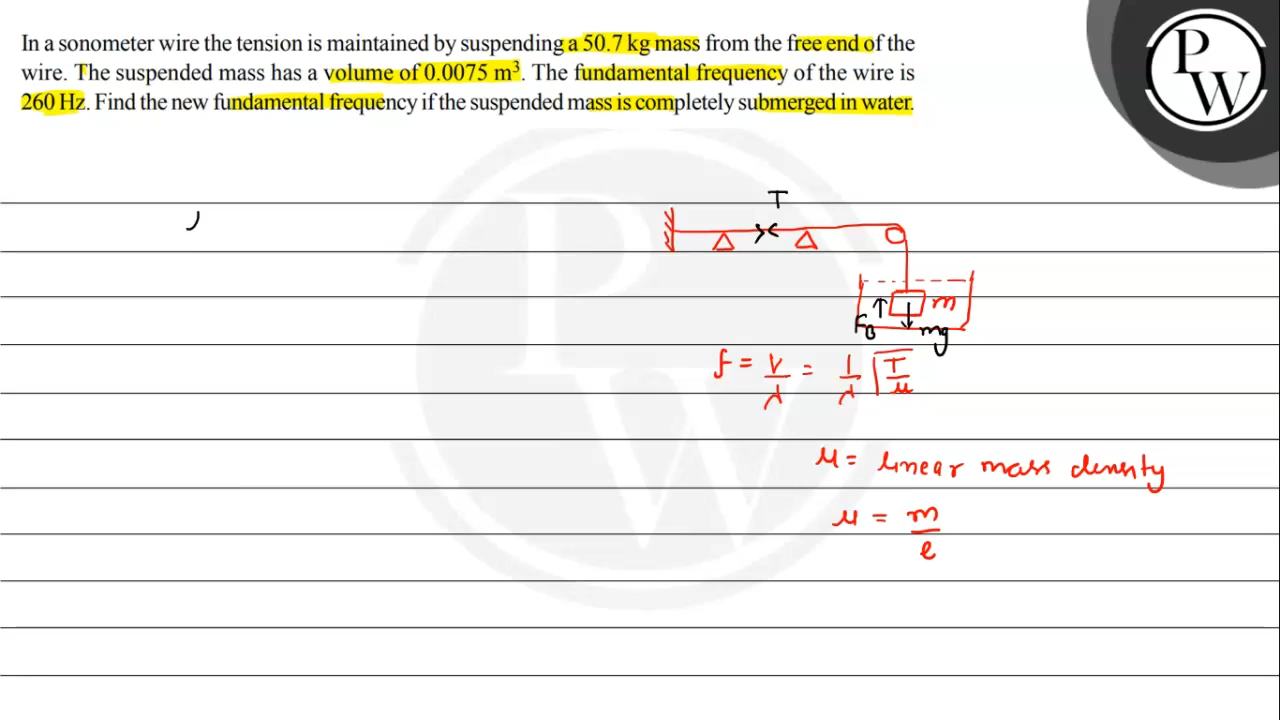 In a sonometer wire the tension is maintained by suspending a 50.7 kg mass from the free end of the
wire. The suspended mass has a volume of 0.0075 m³. The fundamental frequency of the wire is
260 Hz. Find the new fundamental frequency if the suspended mass is completely submerged in water.
P
W
T
m
F_B
mg
f = V/λ = 1/λ √(T/μ)
μ = linear mass density
μ = m/l